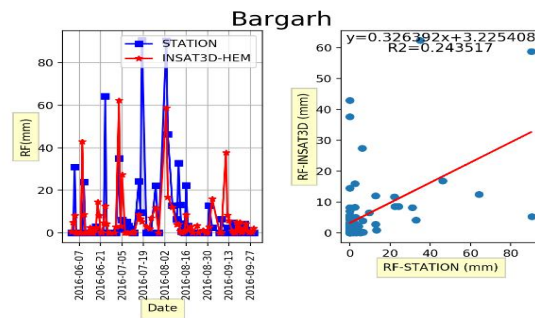 Bargarh
STATION
INSAT3D-HEM
RF(mm)
80
60
40
20
0
2016-06-07
2016-06-21
2016-07-05
2016-07-19
2016-08-02
2016-08-16
2016-08-30
2016-09-13
2016-09-27
Date
y=0.326392x+3.225408
R2=0.243517
RF-INSAT3D (mm)
60
50
40
30
20
10
0
0 20 40 60 80
RF-STATION (mm)